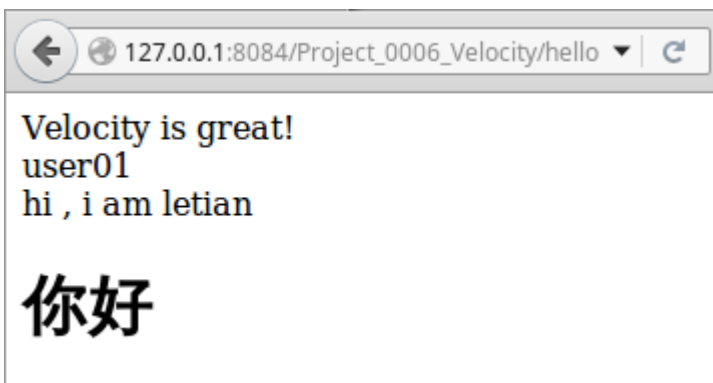 127.0.0.1:8084/Project_0006_Velocity/hello
Velocity is great!
user01
hi , i am letian
你好